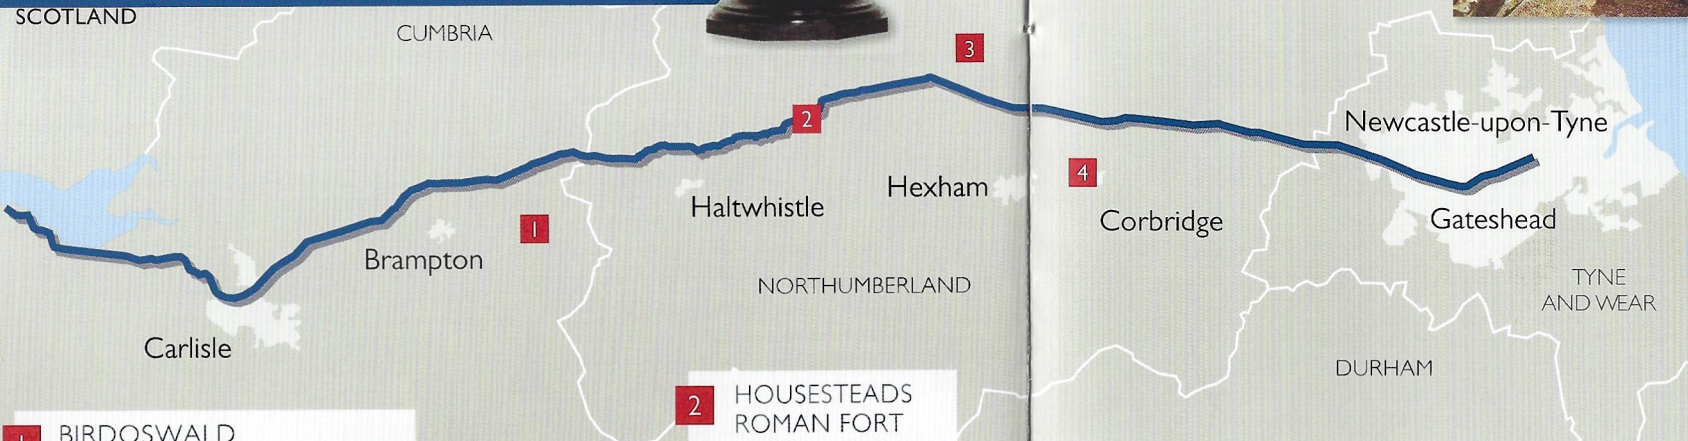 SCOTLAND
CUMBRIA
3
2
Newcastle-upon-Tyne
4
Hexham
Haltwhistle
Corbridge
Gateshead
1
Brampton
NORTHUMBERLAND
TYNE
AND WEAR
Carlisle
DURHAM
2
HOUSESTEADS
ROMAN FORT
1
BIRDOSWALD